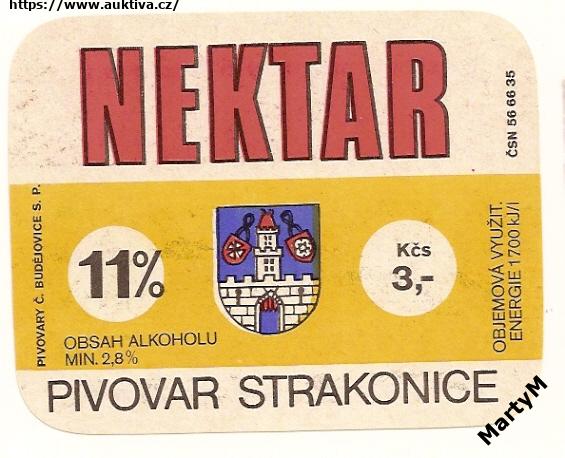 https://www.auktiva.cz/
NEKTAR
ČSN 56 66 35
PIVOVARY Č. BUDĚJOVICE S. P.
11%
OBSAH ALKOHOLU
MIN. 2,8%
Kčs
3,-
OBJEMOVÁ VYUŽIT.
ENERGIE 1700 kJ/l
PIVOVAR STRAKONICE
MartyM